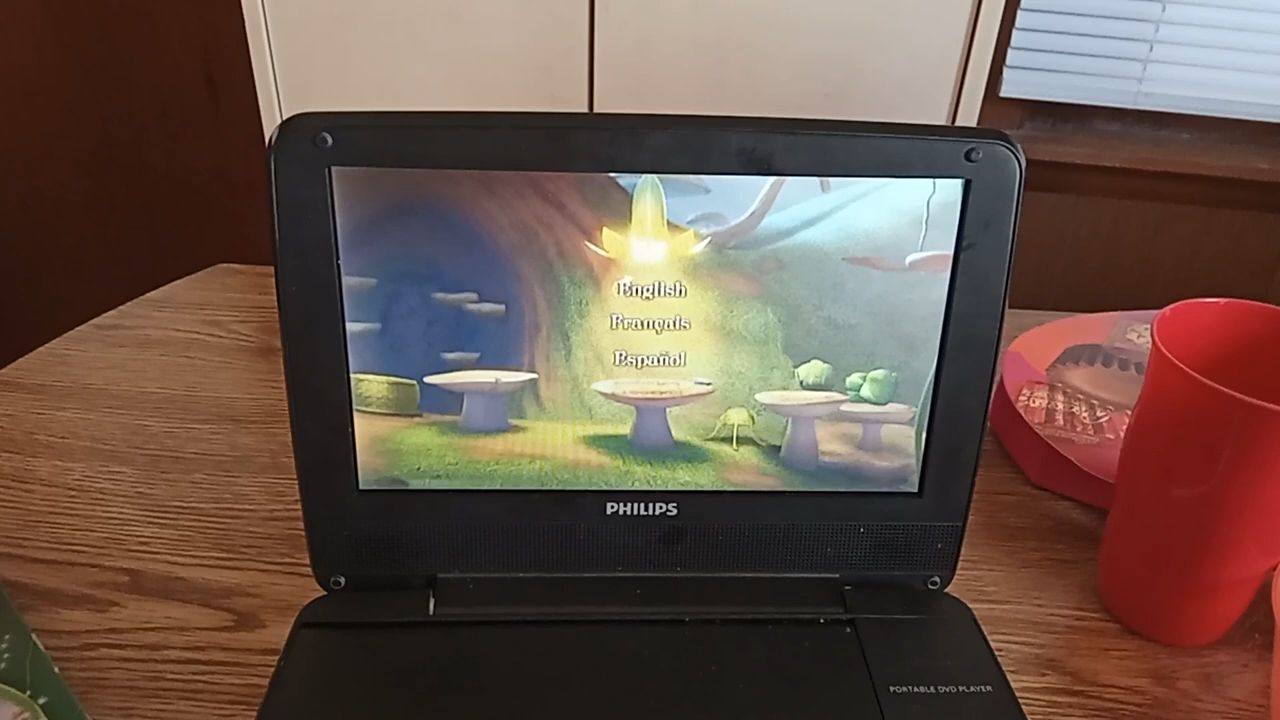 English
Français
Español
PHILIPS
PORTABLE DVD PLAYER